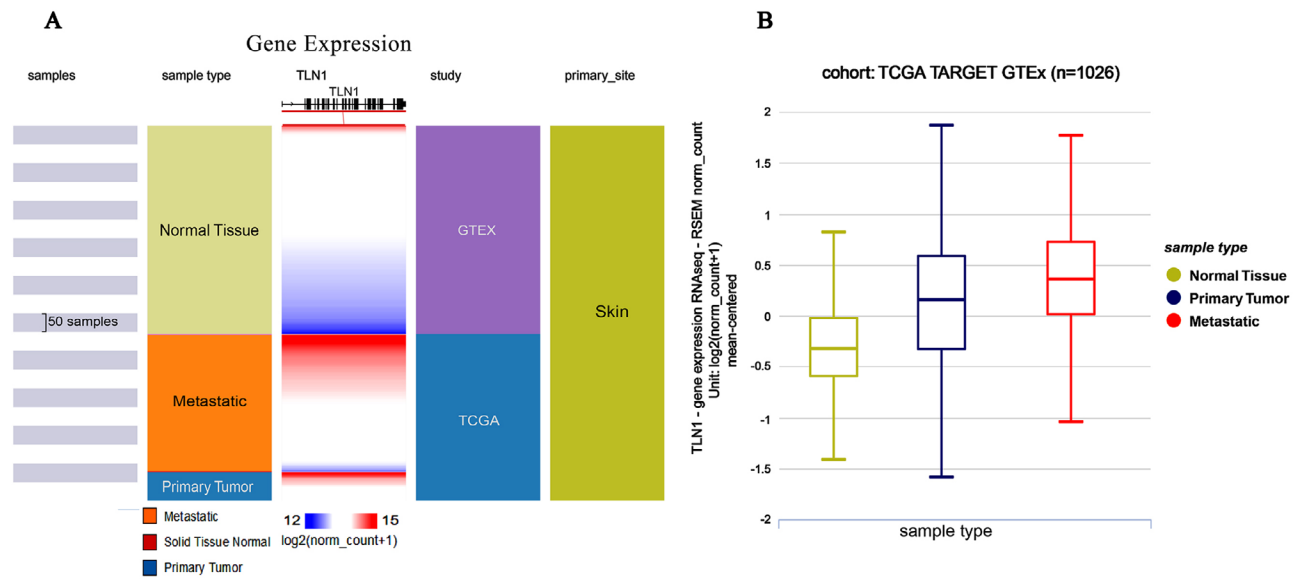 A
Gene Expression
samples
sample type
TLN1
study
primary_site
TLN1
Normal Tissue
GTEX
Skin
50 samples
Metastatic
TCGA
Primary Tumor
Metastatic
Solid Tissue Normal
Primary Tumor
12
15
log2(norm_count+1)
B
cohort: TCGA TARGET GTEx (n=1026)
TLN1 - gene expression RNAseq - RSEM norm_count
Unit: log2(norm_count+1)
mean-centered
2
1.5
1
0.5
0
-0.5
-1
-1.5
-2
sample type
sample type
Normal Tissue
Primary Tumor
Metastatic